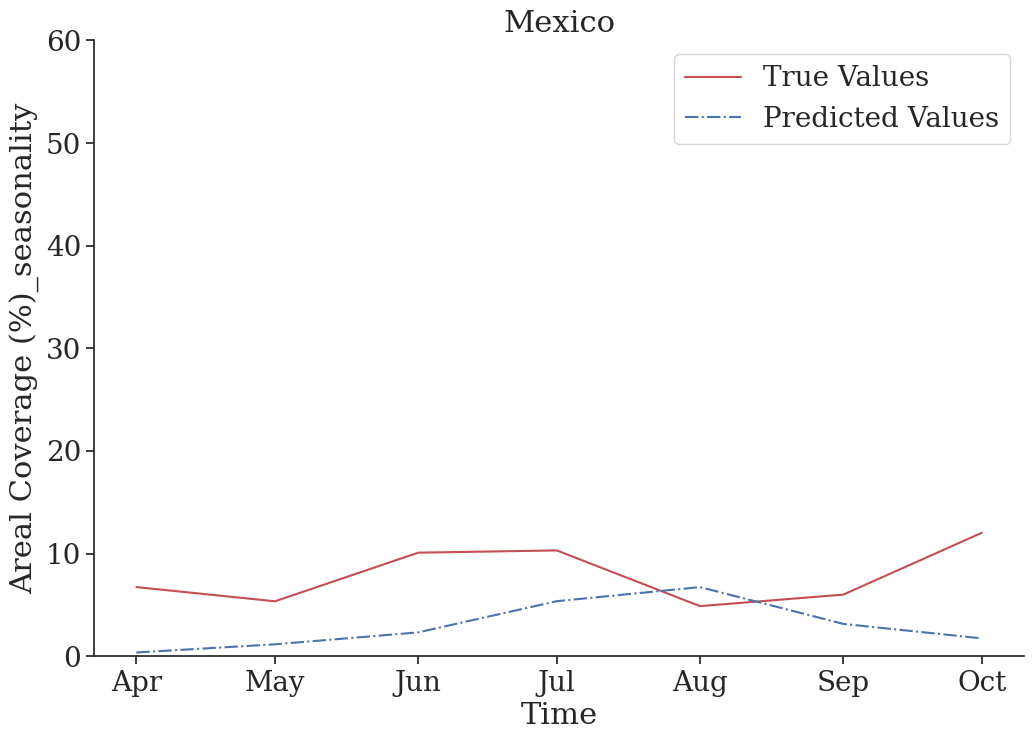 Mexico
True Values
Predicted Values
Areal Coverage (%)_seasonality
60
50
40
30
20
10
0
Apr May Jun Jul Aug Sep Oct
Time